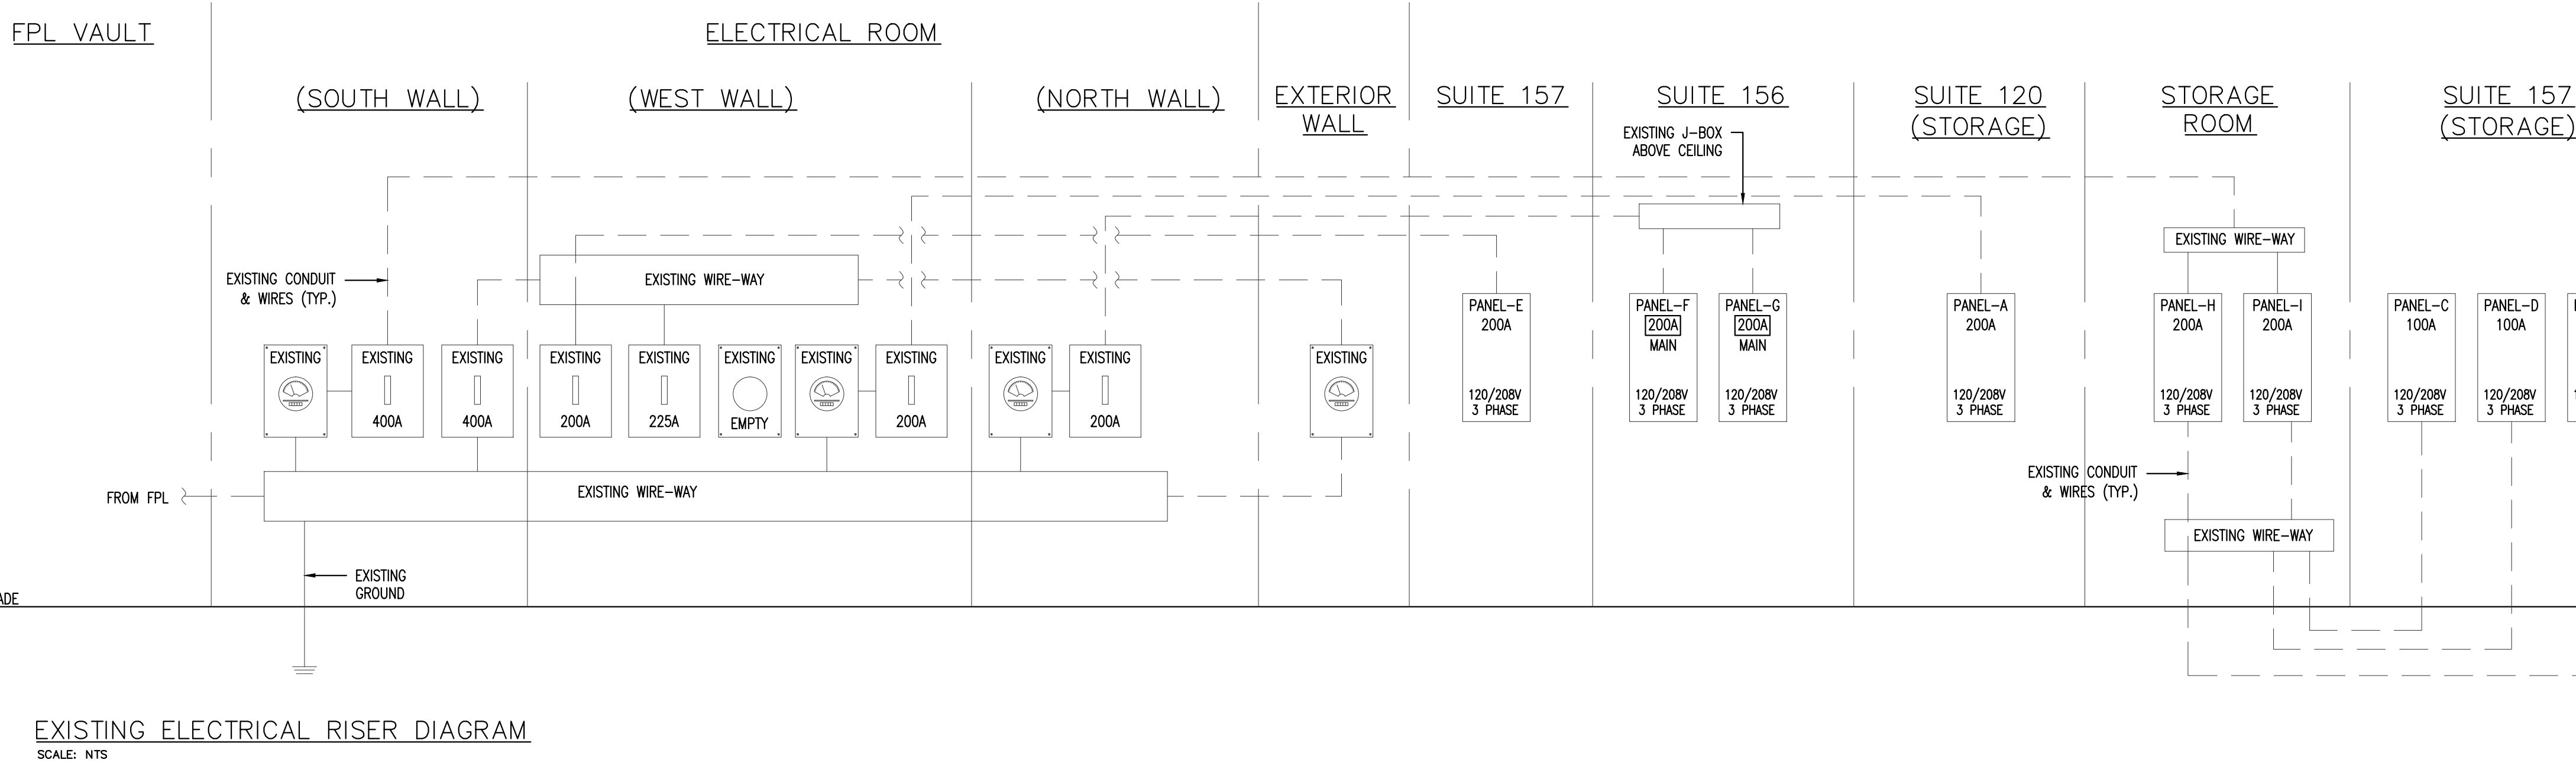 FPL VAULT
ELECTRICAL ROOM
(SOUTH WALL)
(WEST WALL)
(NORTH WALL)
EXTERIOR
WALL
SUITE 157
SUITE 156
SUITE 120
(STORAGE)
STORAGE
ROOM
SUITE 157
(STORAGE)
EXISTING J-BOX
ABOVE CEILING
EXISTING CONDUIT
& WIRES (TYP.)
EXISTING WIRE-WAY
EXISTING WIRE-WAY
EXISTING
EXISTING
400A
EXISTING
400A
EXISTING
200A
EXISTING
225A
EXISTING
EMPTY
EXISTING
EXISTING
200A
EXISTING
EXISTING
200A
EXISTING
PANEL-E
200A
120/208V
3 PHASE
PANEL-F
200A
MAIN
120/208V
3 PHASE
PANEL-G
200A
MAIN
120/208V
3 PHASE
PANEL-A
200A
120/208V
3 PHASE
PANEL-H
200A
120/208V
3 PHASE
PANEL-I
200A
120/208V
3 PHASE
PANEL-C
100A
120/208V
3 PHASE
PANEL-D
100A
120/208V
3 PHASE
FROM FPL
EXISTING WIRE-WAY
EXISTING CONDUIT
& WIRES (TYP.)
EXISTING WIRE-WAY
EXISTING
GROUND
EXISTING ELECTRICAL RISER DIAGRAM
SCALE: NTS